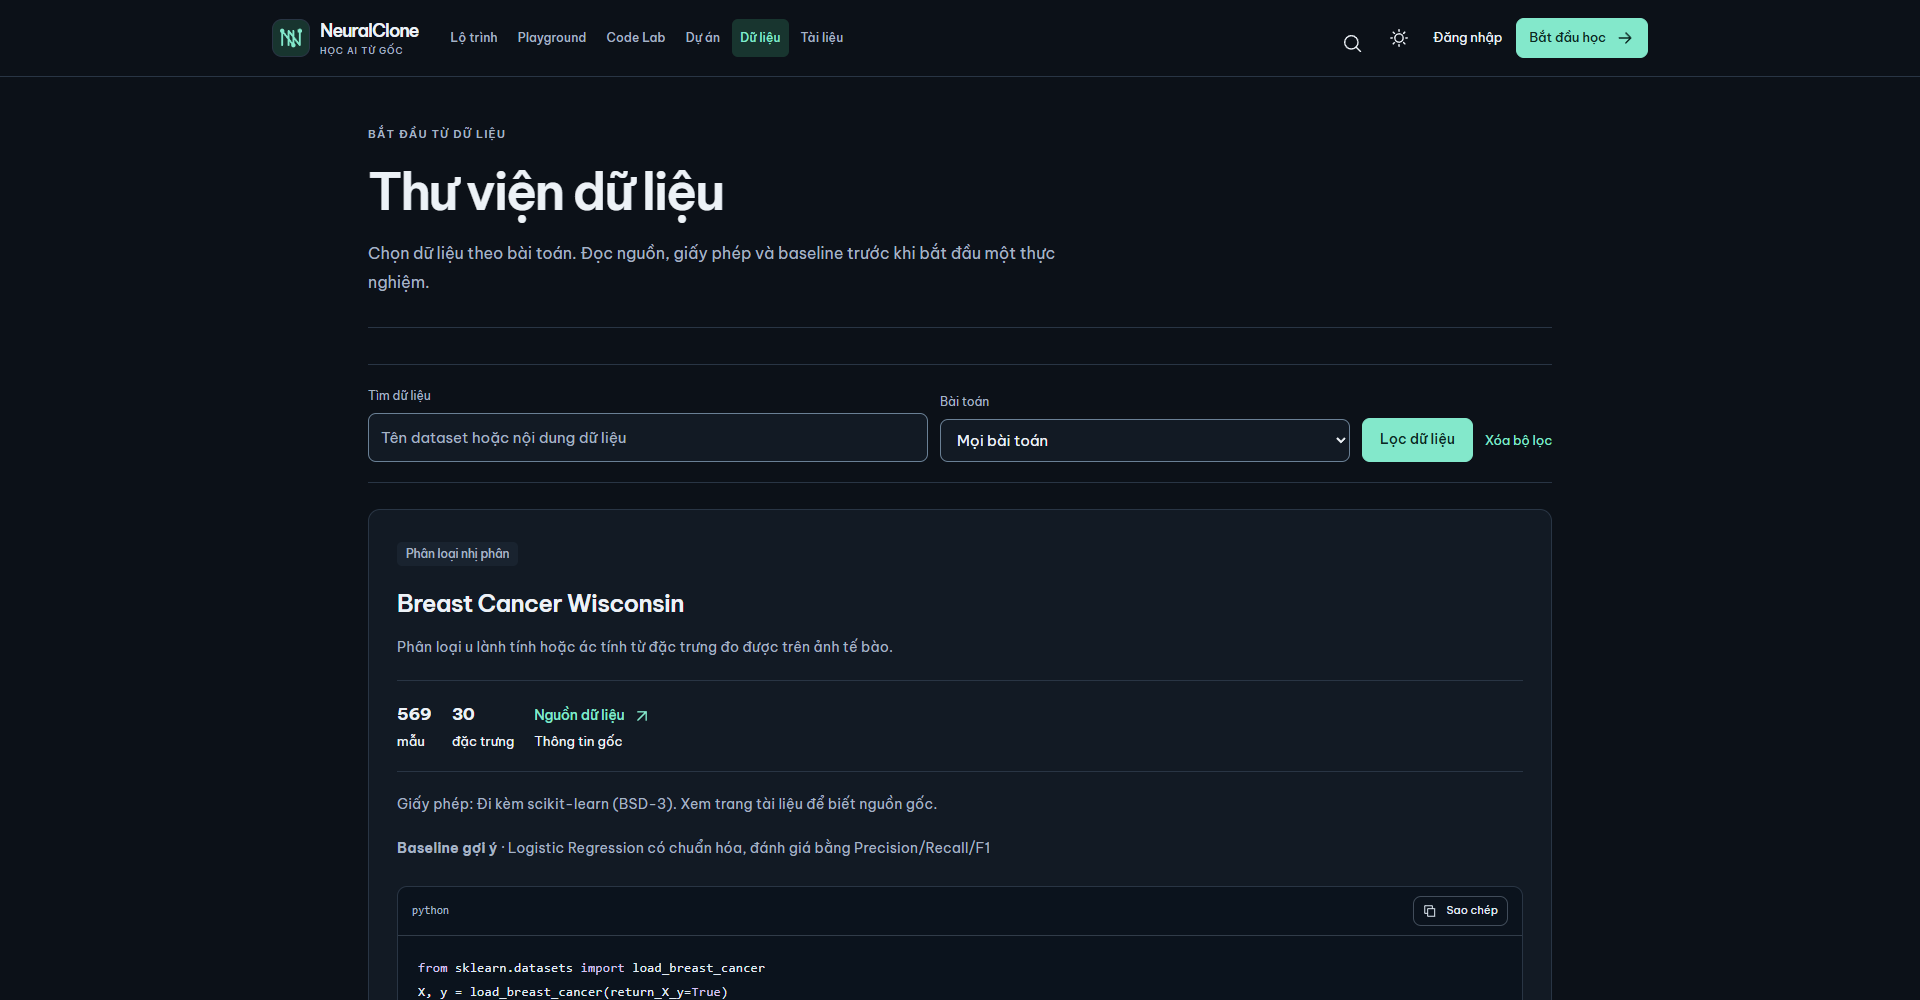 NeuralClone
HỌC AI TỪ GỐC
Lộ trình
Playground
Code Lab
Dự án
Dữ liệu
Tài liệu
Đăng nhập
Bắt đầu học
BẮT ĐẦU TỪ DỮ LIỆU
Thư viện dữ liệu
Chọn dữ liệu theo bài toán. Đọc nguồn, giấy phép và baseline trước khi bắt đầu một thực
nghiệm.
Tìm dữ liệu
Tên dataset hoặc nội dung dữ liệu
Bài toán
Mọi bài toán
Lọc dữ liệu
Xóa bộ lọc
Phân loại nhị phân
Breast Cancer Wisconsin
Phân loại u lành tính hoặc ác tính từ đặc trưng đo được trên ảnh tế bào.
569
mẫu
30
đặc trưng
Nguồn dữ liệu
Thông tin gốc
Giấy phép: Đi kèm scikit-learn (BSD-3). Xem trang tài liệu để biết nguồn gốc.
Baseline gợi ý · Logistic Regression có chuẩn hóa, đánh giá bằng Precision/Recall/F1
python
Sao chép
from sklearn.datasets import load_breast_cancer
X, y = load_breast_cancer(return_X_y=True)